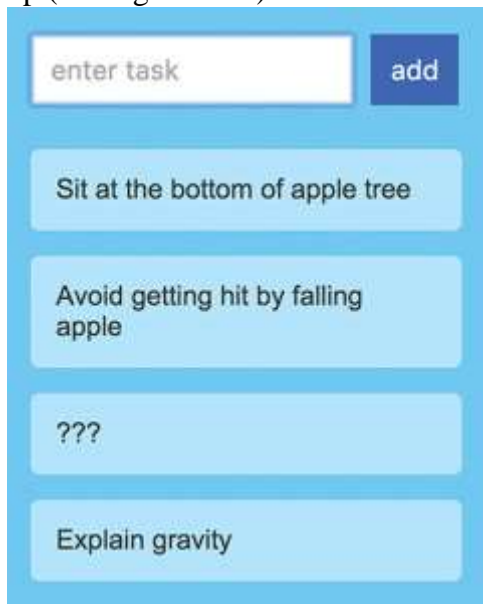 enter task
add
Sit at the bottom of apple tree
Avoid getting hit by falling
apple
???
Explain gravity